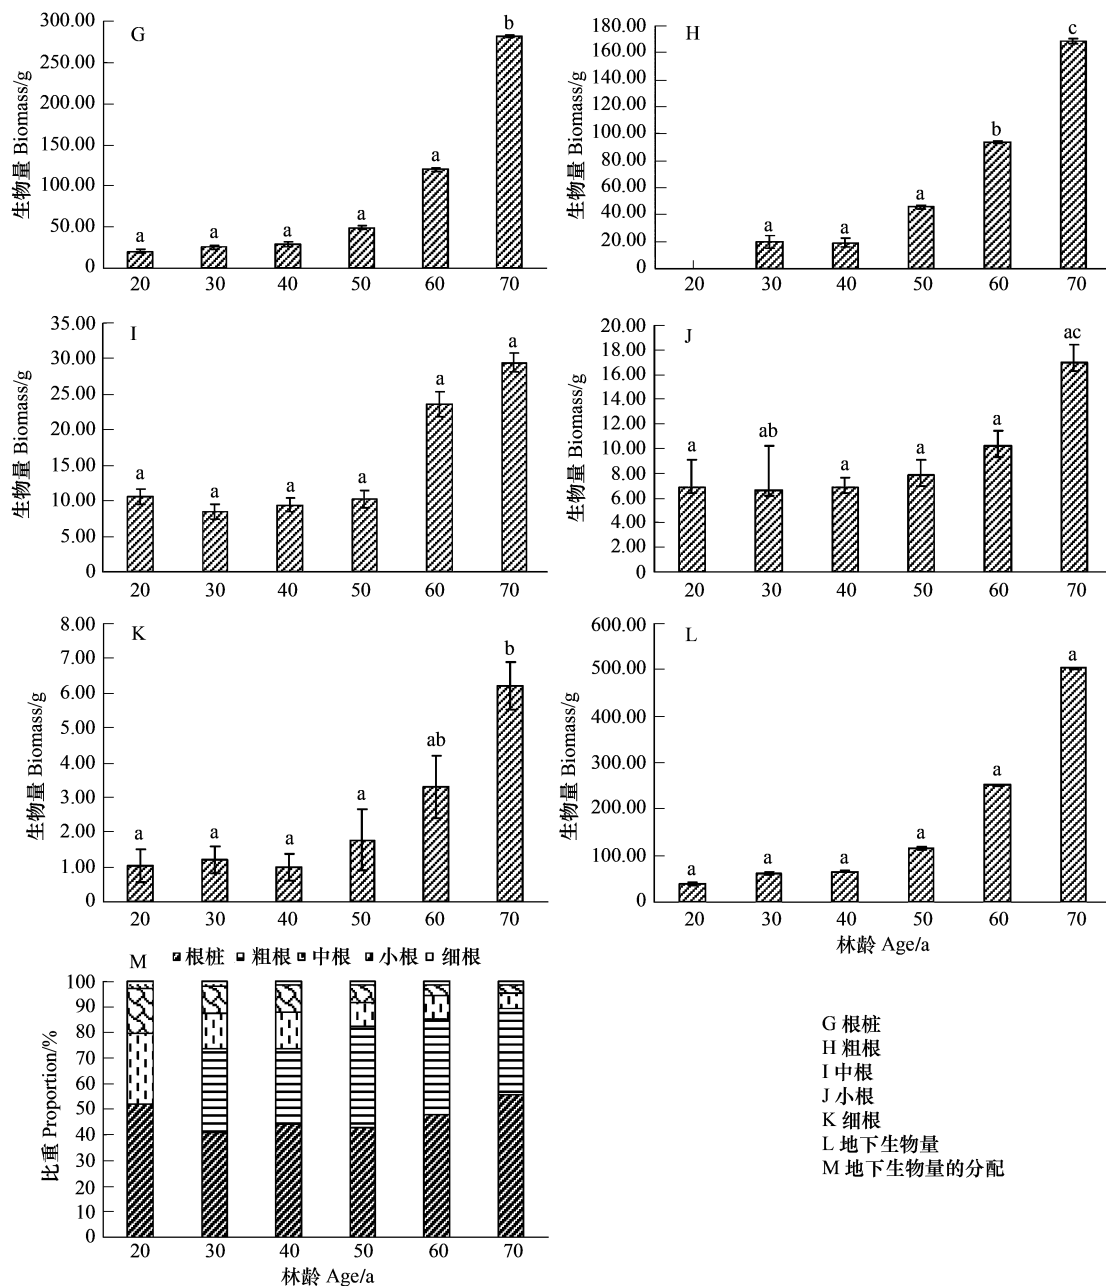 G
生物量 Biomass/g
300.00
250.00
200.00
150.00
100.00
50.00
0
a a a a a b
20 30 40 50 60 70
H
生物量 Biomass/g
180.00
160.00
140.00
120.00
100.00
80.00
60.00
40.00
20.00
0
a a a b c
20 30 40 50 60 70
I
生物量 Biomass/g
35.00
30.00
25.00
20.00
15.00
10.00
5.00
0
a a a a a a
20 30 40 50 60 70
J
生物量 Biomass/g
20.00
18.00
16.00
14.00
12.00
10.00
8.00
6.00
4.00
2.00
0
a ab a a a ac
20 30 40 50 60 70
K
生物量 Biomass/g
8.00
7.00
6.00
5.00
4.00
3.00
2.00
1.00
0
a a a a ab b
20 30 40 50 60 70
L
生物量 Biomass/g
600.00
500.00
400.00
300.00
200.00
100.00
0
a a a a a a
20 30 40 50 60 70
林龄 Age/a
M
根桩 粗根 中根 小根 细根
比重 Proportion/%
100
90
80
70
60
50
40
30
20
10
0
20 30 40 50 60 70
林龄 Age/a
G 根桩
H 粗根
I 中根
J 小根
K 细根
L 地下生物量
M 地下生物量的分配